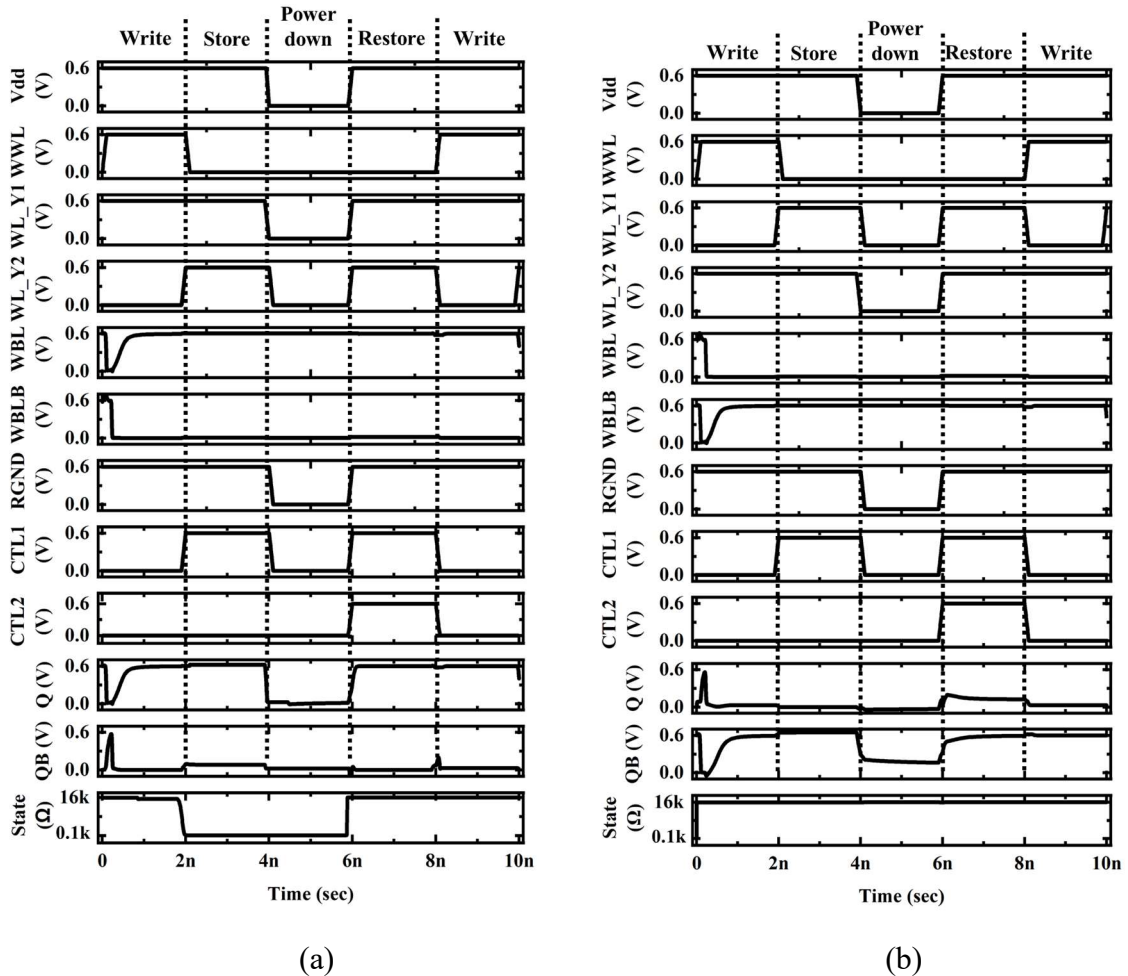 Write Store Power down Restore Write
Vdd (V) 0.6 0.0
WWL (V) 0.6 0.0
WL_Y1 (V) 0.6 0.0
WL_Y2 (V) 0.6 0.0
WBL (V) 0.6 0.0
WBLB (V) 0.6 0.0
RGND (V) 0.6 0.0
CTL1 (V) 0.6 0.0
CTL2 (V) 0.6 0.0
Q (V) 0.6 0.0
QB (V) 0.6 0.0
State (Ω) 16k 0.1k
0 2n 4n 6n 8n 10n
Time (sec)
(a)
Write Store Power down Restore Write
Vdd (V) 0.6 0.0
WWL (V) 0.6 0.0
WL_Y1 (V) 0.6 0.0
WL_Y2 (V) 0.6 0.0
WBL (V) 0.6 0.0
WBLB (V) 0.6 0.0
RGND (V) 0.6 0.0
CTL1 (V) 0.6 0.0
CTL2 (V) 0.6 0.0
Q (V) 0.6 0.0
QB (V) 0.6 0.0
State (Ω) 16k 0.1k
0 2n 4n 6n 8n 10n
Time (sec)
(b)